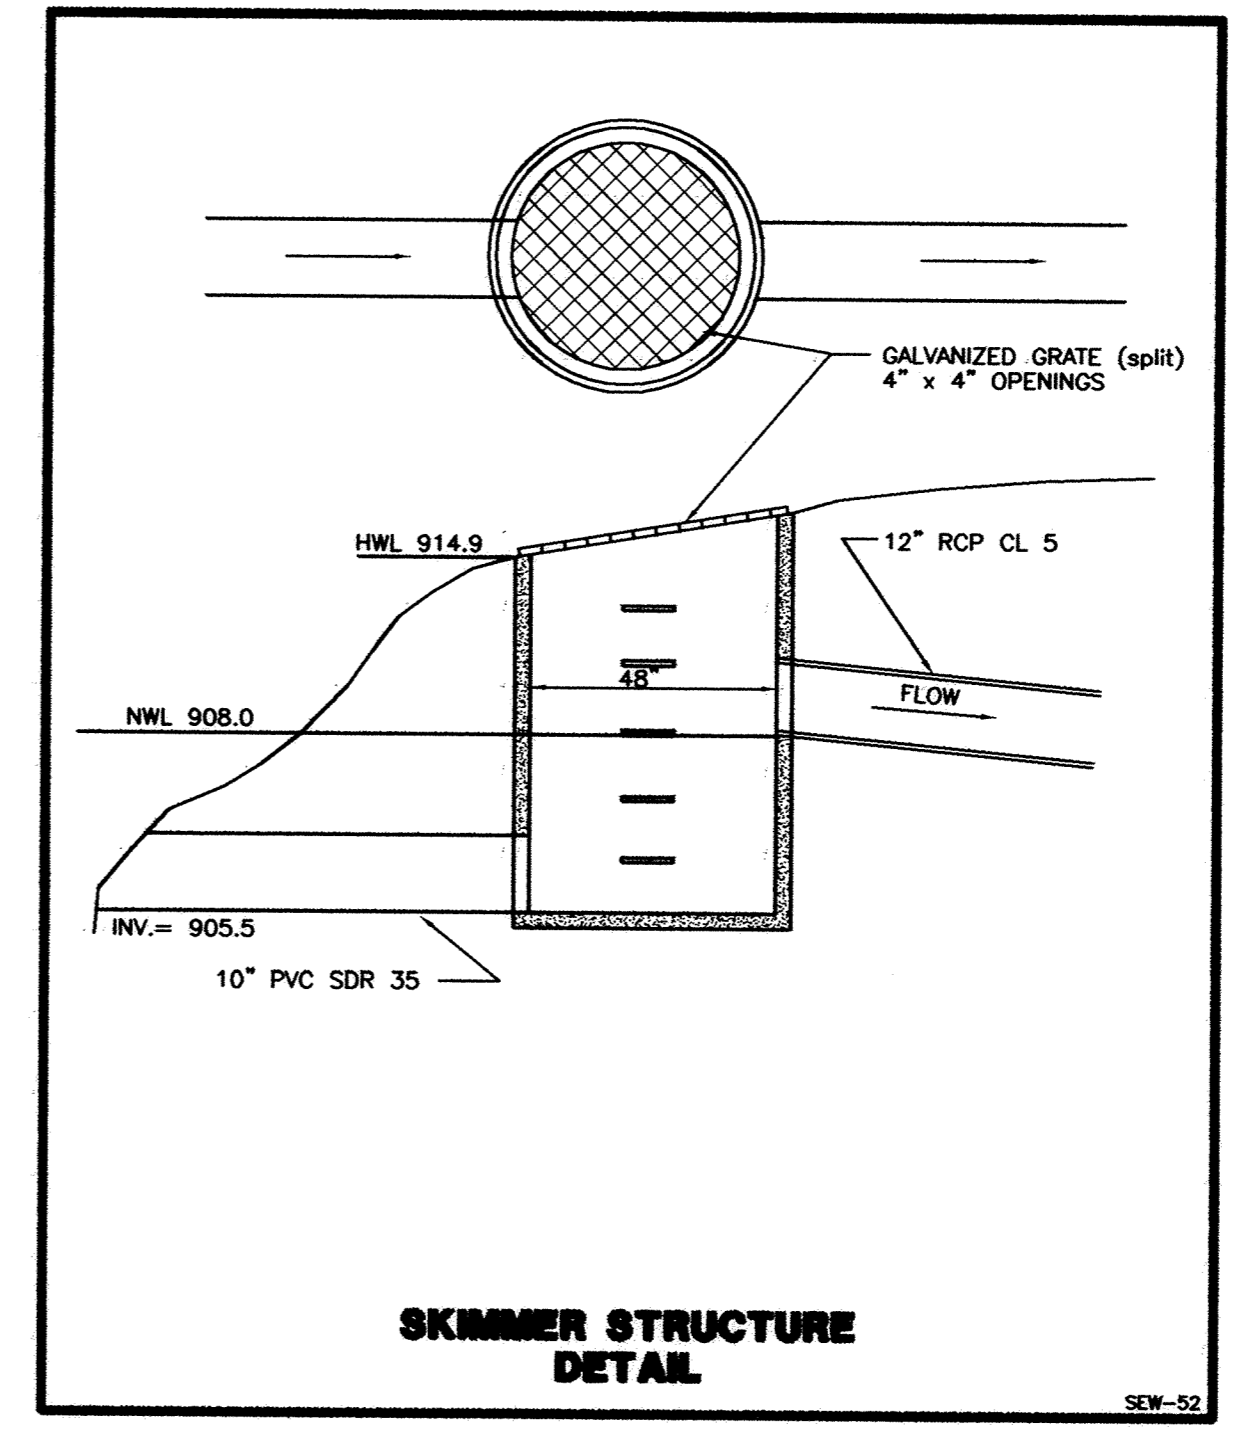 GALVANIZED GRATE (split)
4" x 4" OPENINGS
HWL 914.9
12" RCP CL 5
48"
FLOW
NWL 908.0
INV.= 905.5
10" PVC SDR 35
SKIMMER STRUCTURE
DETAIL
SEW-52